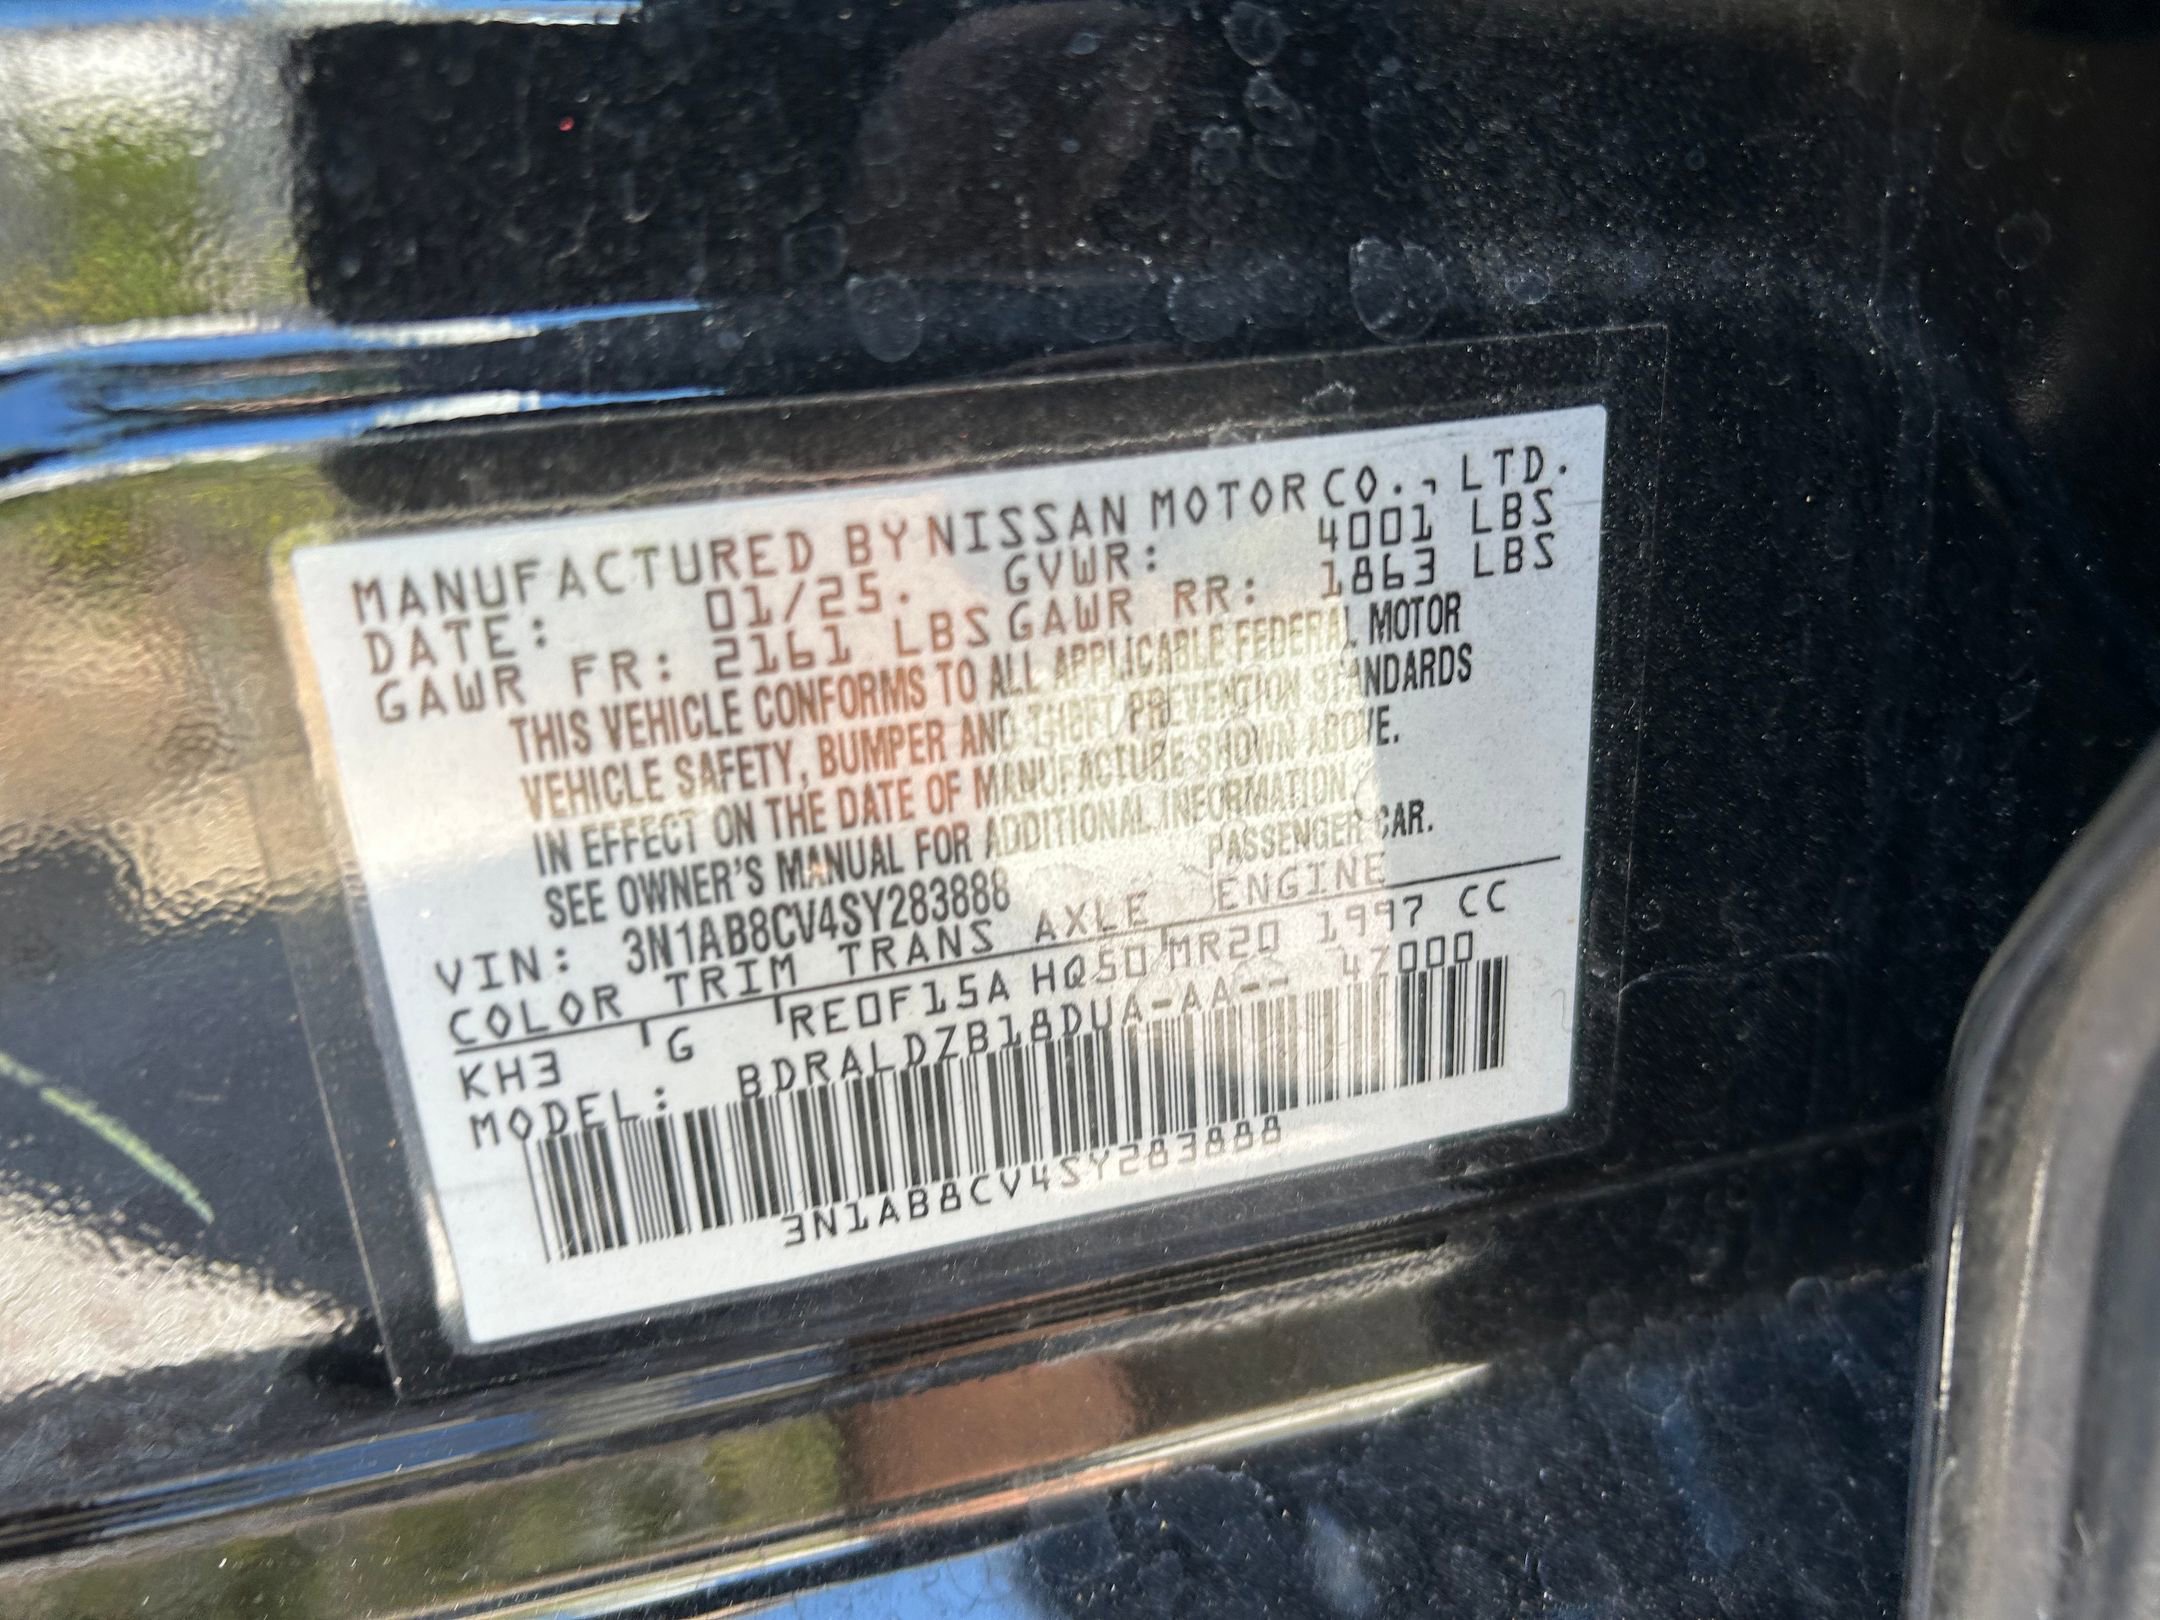 MANUFACTURED BY NISSAN MOTOR CO., LTD.
DATE: 01/25. GVWR: 4001 LBS
GAWR FR: 2161 LBS GAWR RR: 1863 LBS
THIS VEHICLE CONFORMS TO ALL APPLICABLE FEDERAL MOTOR
VEHICLE SAFETY, BUMPER AND THEFT PREVENTION STANDARDS
IN EFFECT ON THE DATE OF MANUFACTURE SHOWN ABOVE.
SEE OWNER'S MANUAL FOR ADDITIONAL INFORMATION.
PASSENGER CAR.
VIN: 3N1AB8CV4SY283888
COLOR TRIM TRANS AXLE ENGINE
KH3 G RE0F15A HQ50 MR20 1997 CC
MODEL: BDRALDZB18DUA-AA-- 47000
3N1AB8CV4SY283888